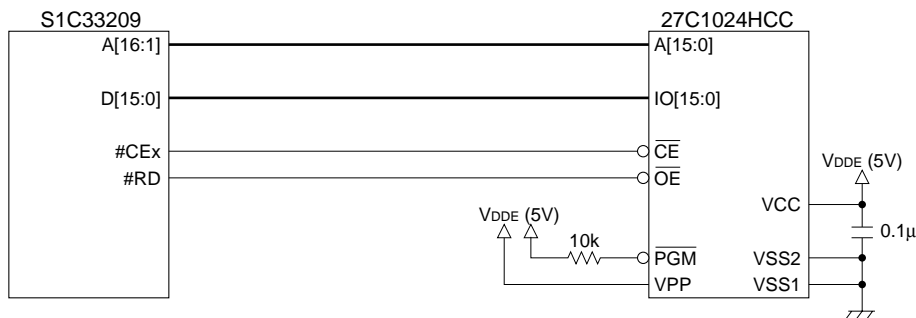 S1C33209 27C1024HCC
A[16:1] A[15:0]
D[15:0] IO[15:0]
#CEx CE
#RD OE
VDDE (5V)
VCC
0.1µ
VDDE (5V)
10k
PGM VSS2
VPP VSS1